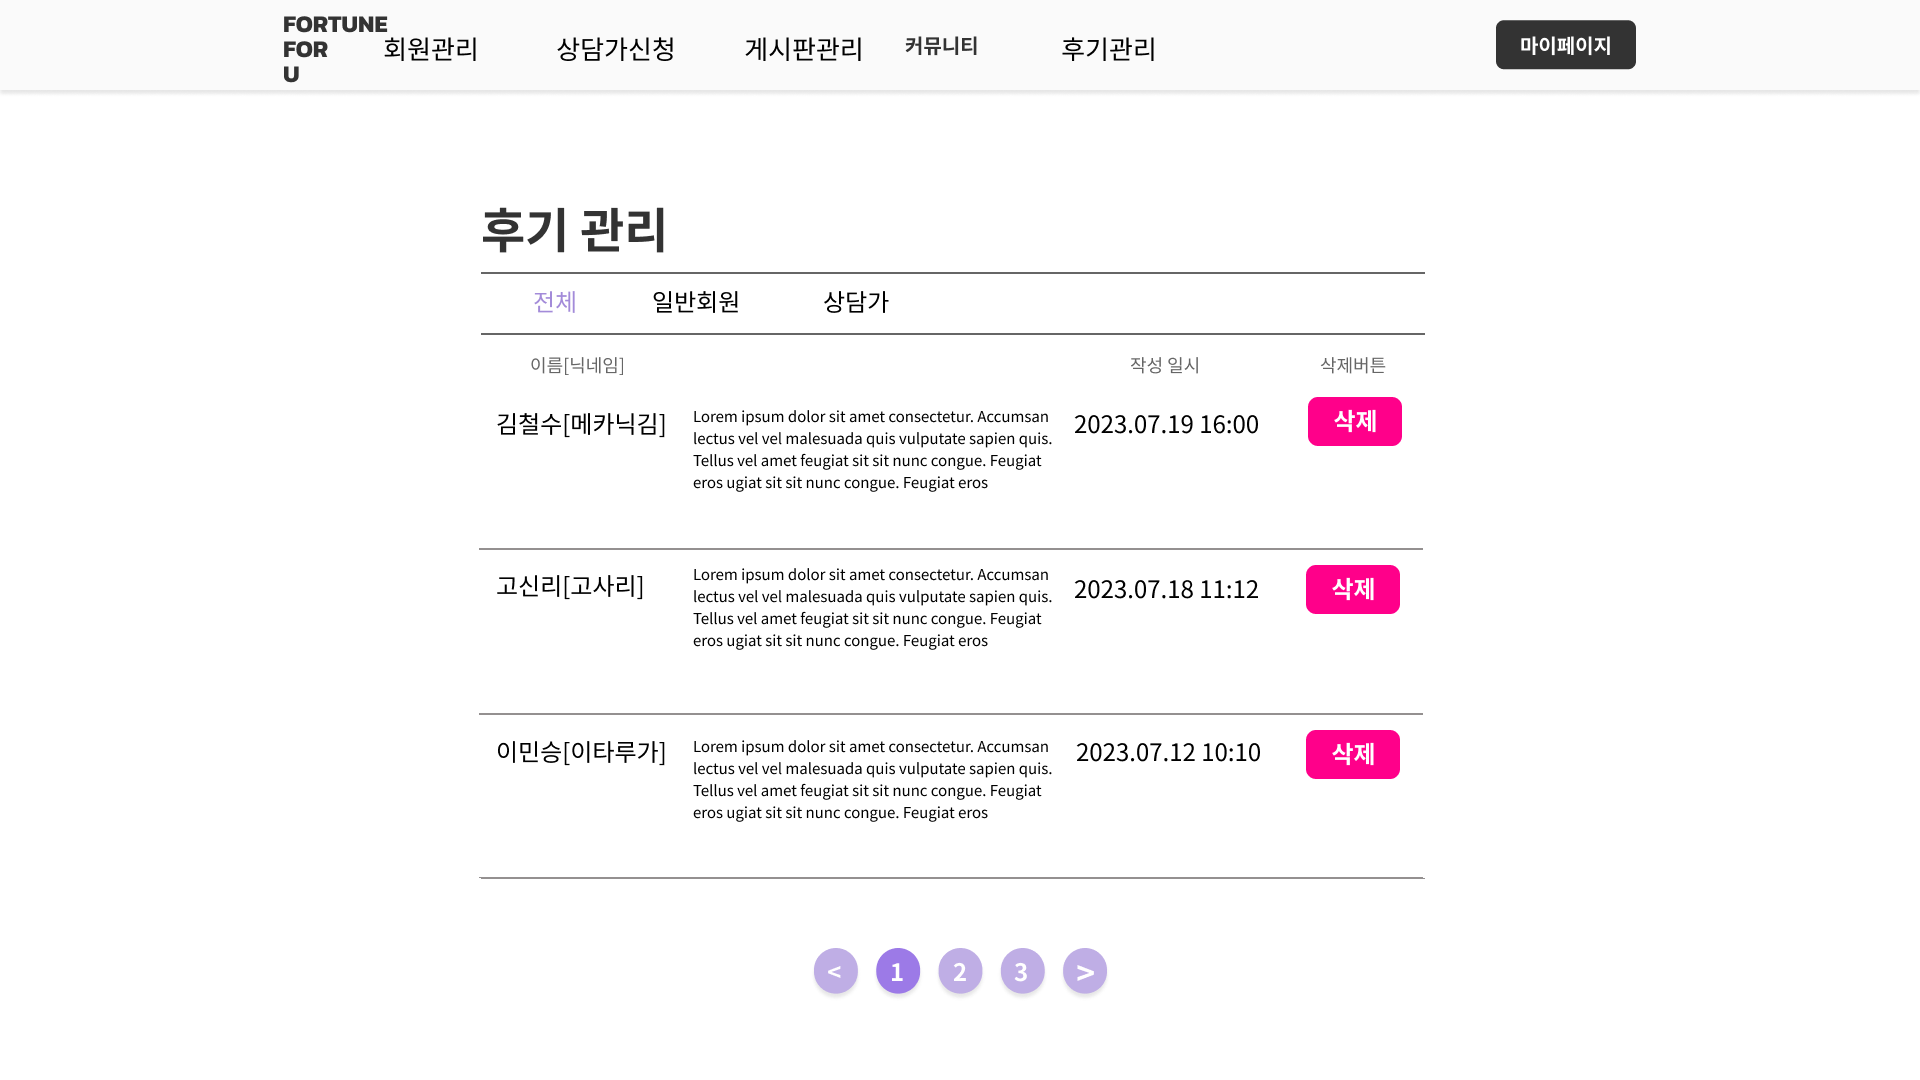 FORTUNE
FOR
U
회원관리 상담가신청 게시판관리 커뮤니티 후기관리 마이페이지
후기 관리
전체 일반회원 상담가
이름[닉네임] 작성 일시 삭제버튼
김철수[메카닉김] 2023.07.19 16:00 삭제
Lorem ipsum dolor sit amet consectetur. Accumsan
lectus vel vel malesuada quis vulputate sapien quis.
Tellus vel amet feugiat sit sit nunc congue. Feugiat
eros ugiat sit sit nunc congue. Feugiat eros
고신리[고사리] 2023.07.18 11:12 삭제
Lorem ipsum dolor sit amet consectetur. Accumsan
lectus vel vel malesuada quis vulputate sapien quis.
Tellus vel amet feugiat sit sit nunc congue. Feugiat
eros ugiat sit sit nunc congue. Feugiat eros
이민승[이타루가] 2023.07.12 10:10 삭제
Lorem ipsum dolor sit amet consectetur. Accumsan
lectus vel vel malesuada quis vulputate sapien quis.
Tellus vel amet feugiat sit sit nunc congue. Feugiat
eros ugiat sit sit nunc congue. Feugiat eros
< 1 2 3 >